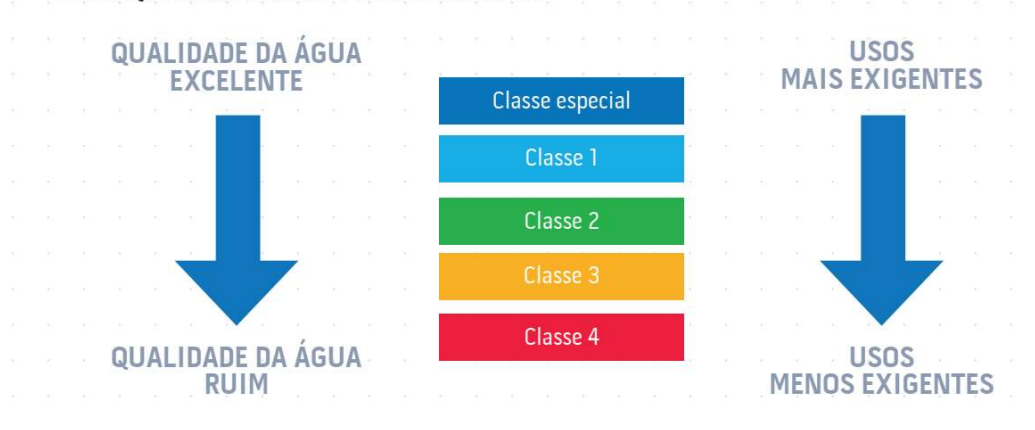 QUALIDADE DA ÁGUA
EXCELENTE
USOS
MAIS EXIGENTES
Classe especial
Classe 1
Classe 2
Classe 3
Classe 4
QUALIDADE DA ÁGUA
RUIM
USOS
MENOS EXIGENTES